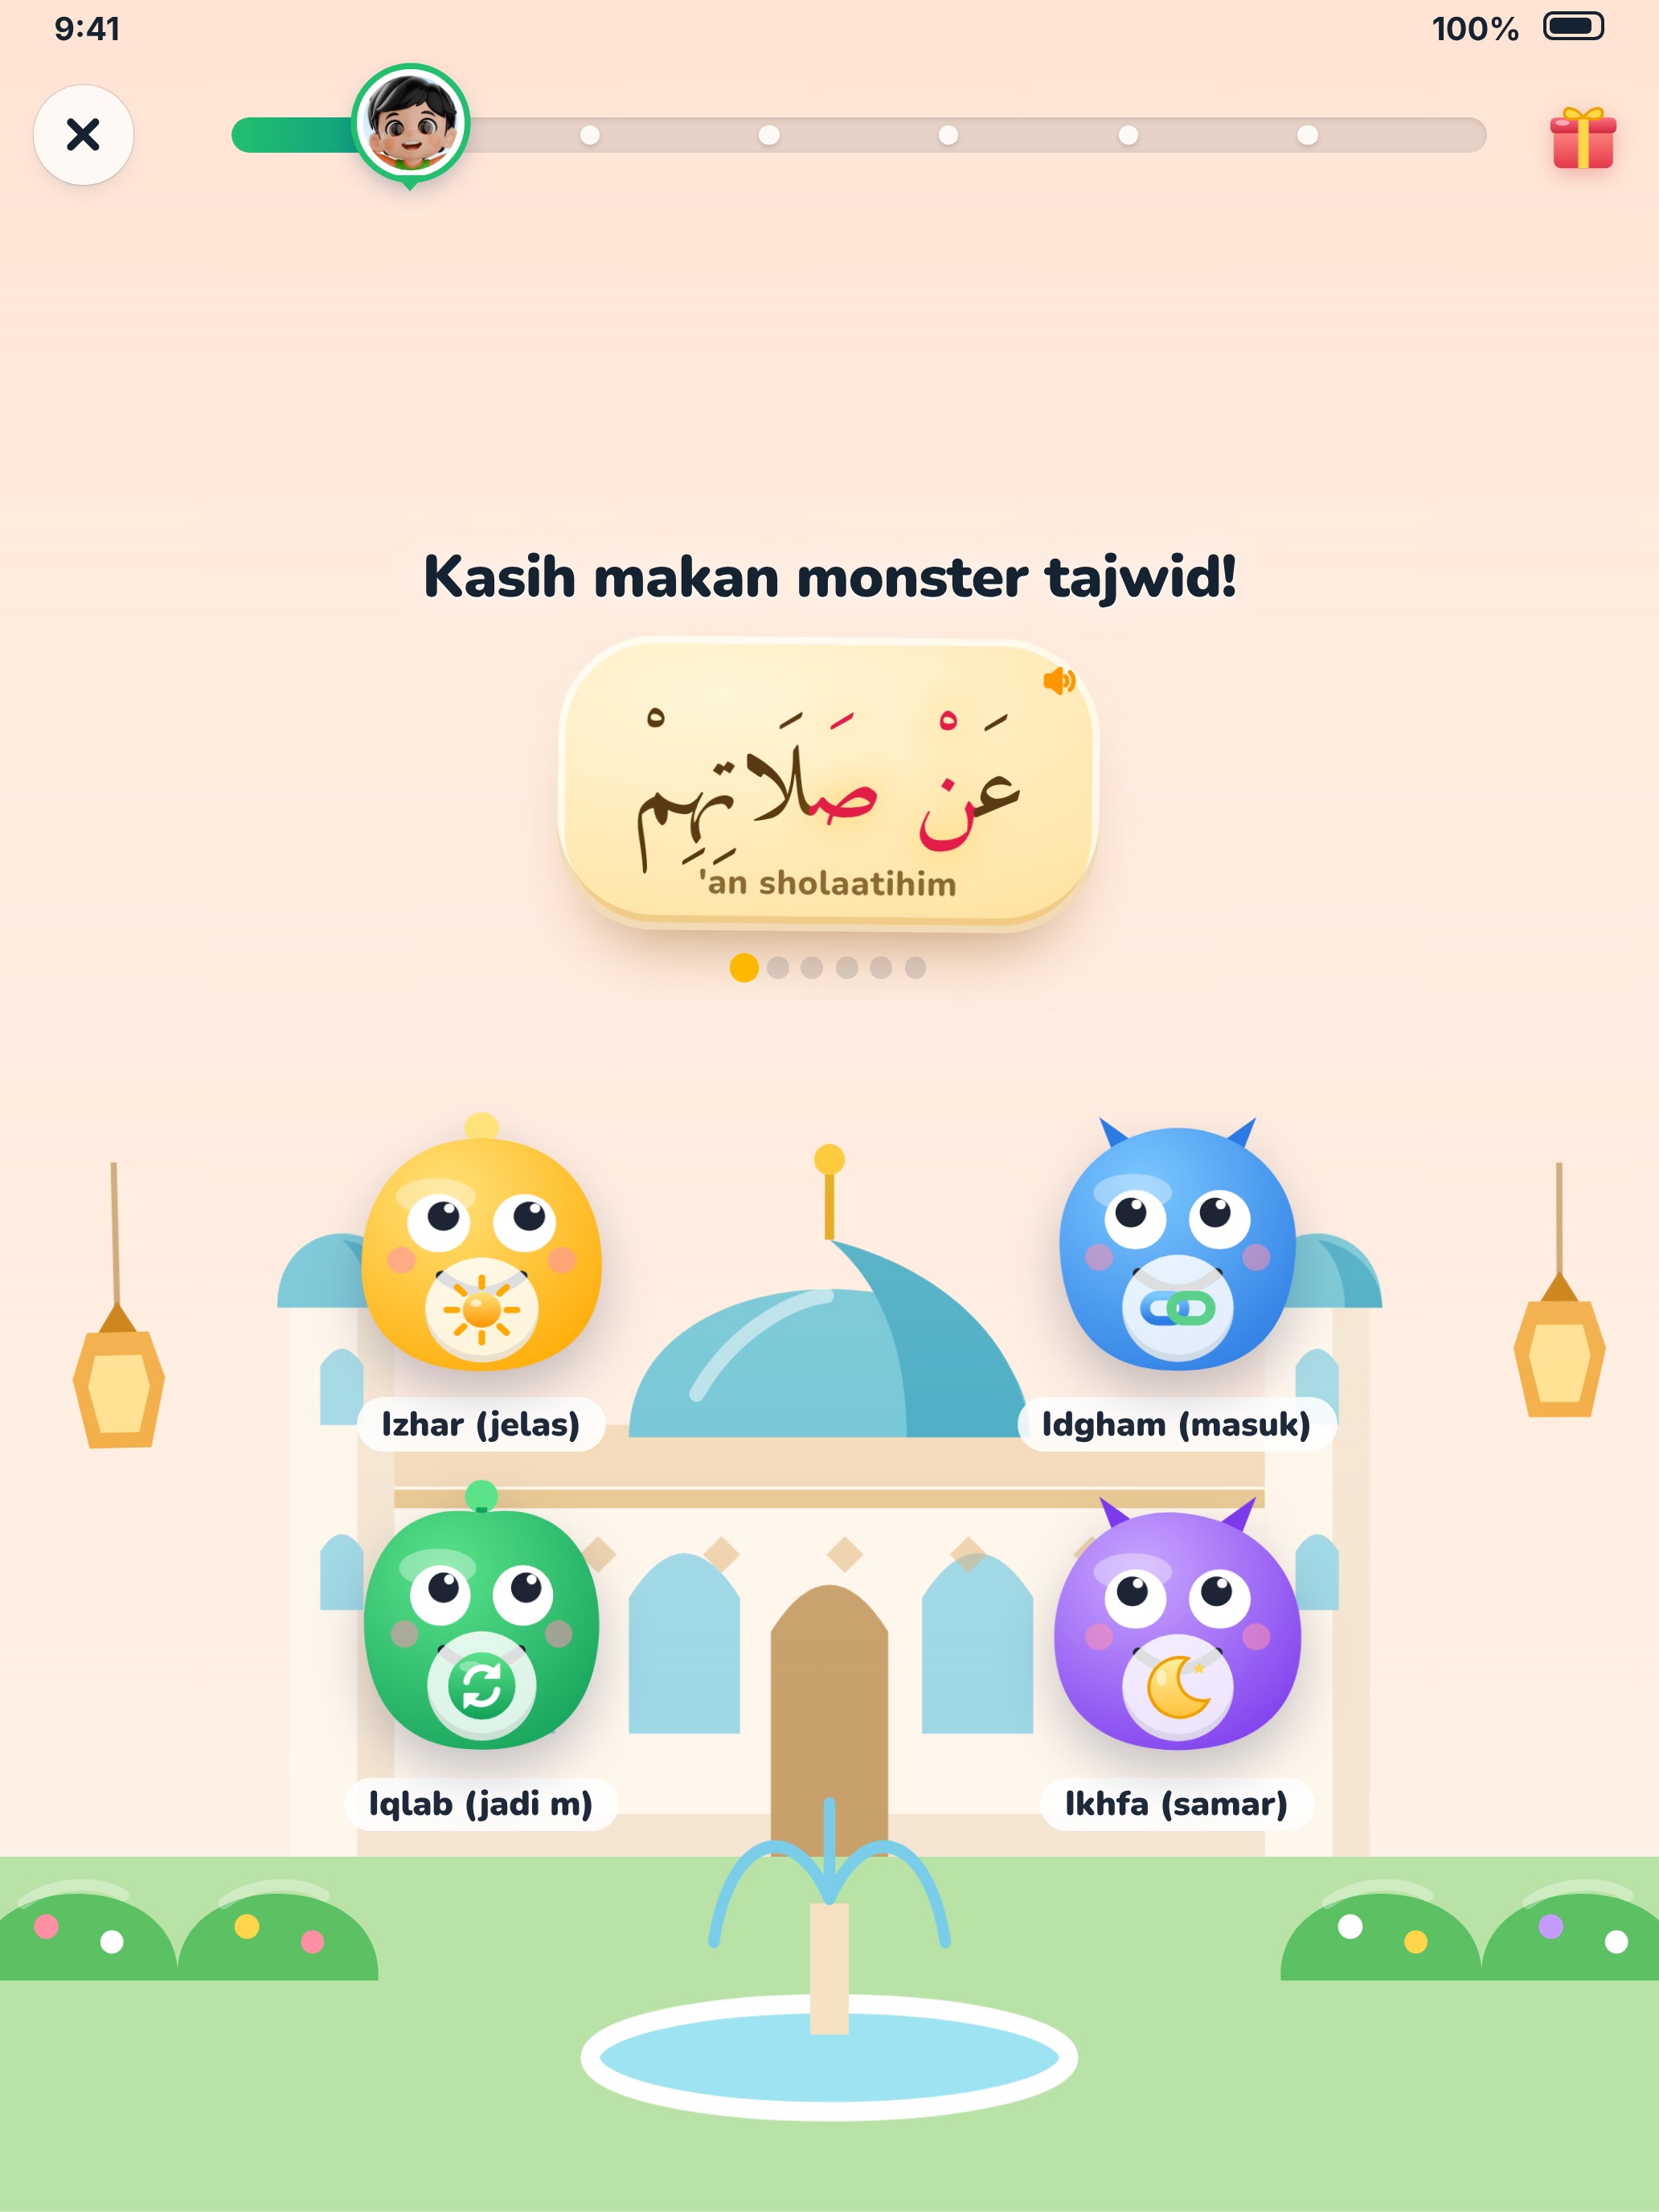 9:41
100%
Kasih makan monster tajwid!
عَنْ صَلَاتِهِمْ
'an sholaatihim
Izhar (jelas)
Idgham (masuk)
Iqlab (jadi m)
Ikhfa (samar)